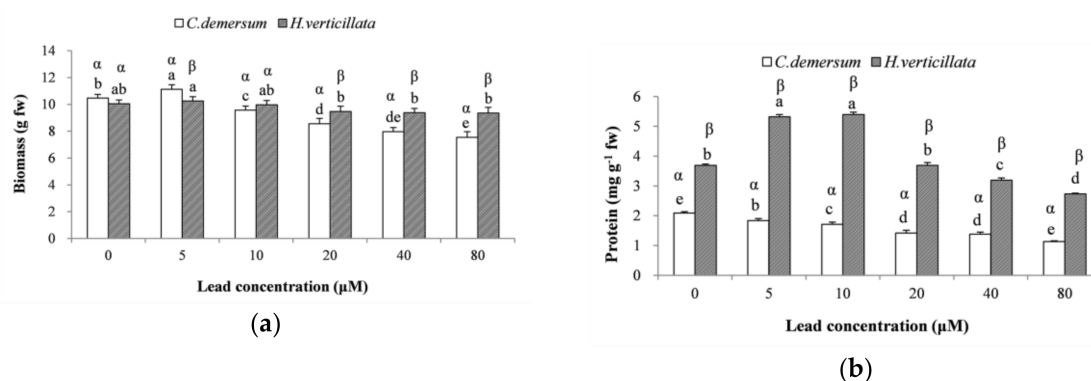 C.demersum H.verticillata
Biomass (g fw)
14
12
10
8
6
4
2
0
α α α β α α α β α β α β
b ab a a c ab d b de b e b
0 5 10 20 40 80
Lead concentration (μM)
(a)
C.demersum H.verticillata
Protein (mg g⁻¹ fw)
6
5
4
3
2
1
0
α β α β α β α β α β α β
e b b a c a d b d c e d
0 5 10 20 40 80
Lead concentration (μM)
(b)